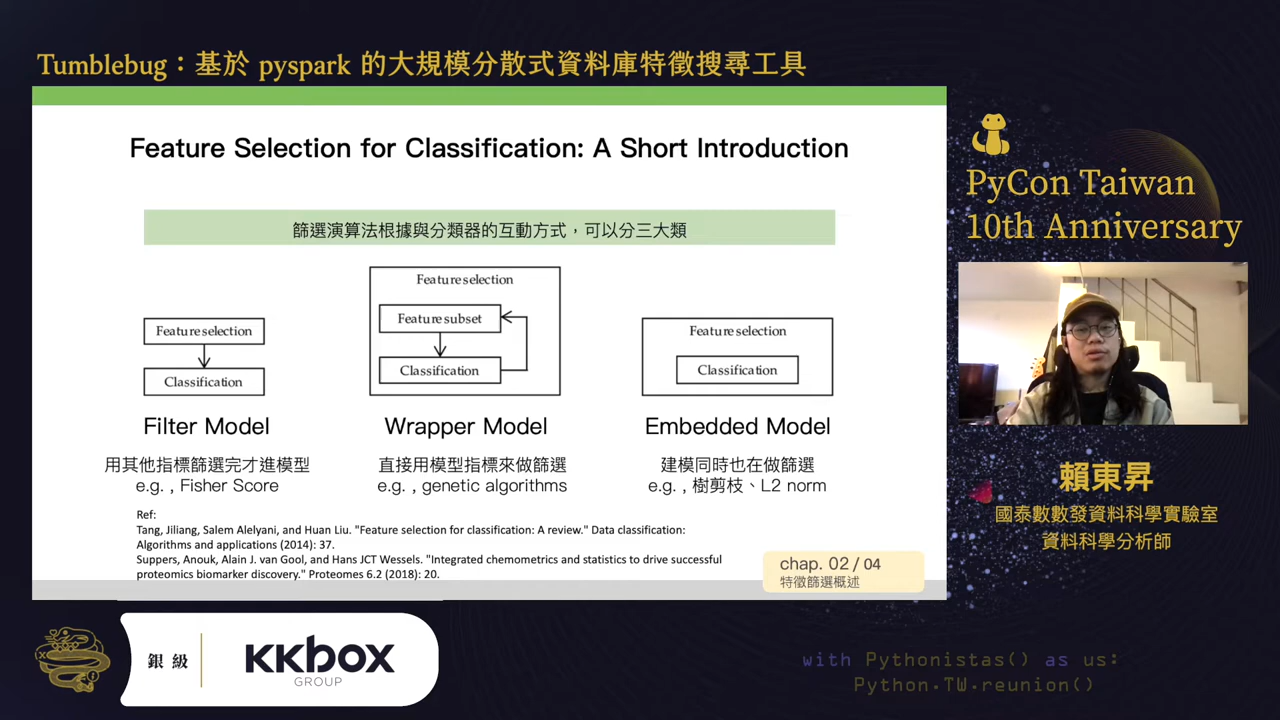 Tumblebug：基於 pyspark 的大規模分散式資料庫特徵搜尋工具
Feature Selection for Classification: A Short Introduction
篩選演算法根據與分類器的互動方式，可以分三大類
Feature selection
Classification
Filter Model
用其他指標篩選完才進模型
e.g. , Fisher Score
Feature selection
Feature subset
Classification
Wrapper Model
直接用模型指標來做篩選
e.g., genetic algorithms
Feature selection
Classification
Embedded Model
建模同時也在做篩選
e.g. , 樹剪枝、L2 norm
Ref:
Tang, Jiliang, Salem Alelyani, and Huan Liu. "Feature selection for classification: A review." Data classification:
Algorithms and applications (2014): 37.
Suppers, Anouk, Alain J. van Gool, and Hans JCT Wessels. "Integrated chemometrics and statistics to drive successful
proteomics biomarker discovery." Proteomes 6.2 (2018): 20.
chap. 02 / 04
特徵篩選概述
PyCon Taiwan
10th Anniversary
賴東昇
國泰數數發資料科學實驗室
資料科學分析師
銀級
KKBOX
GROUP
with Pythonistas() as us:
Python.TW.reunion()